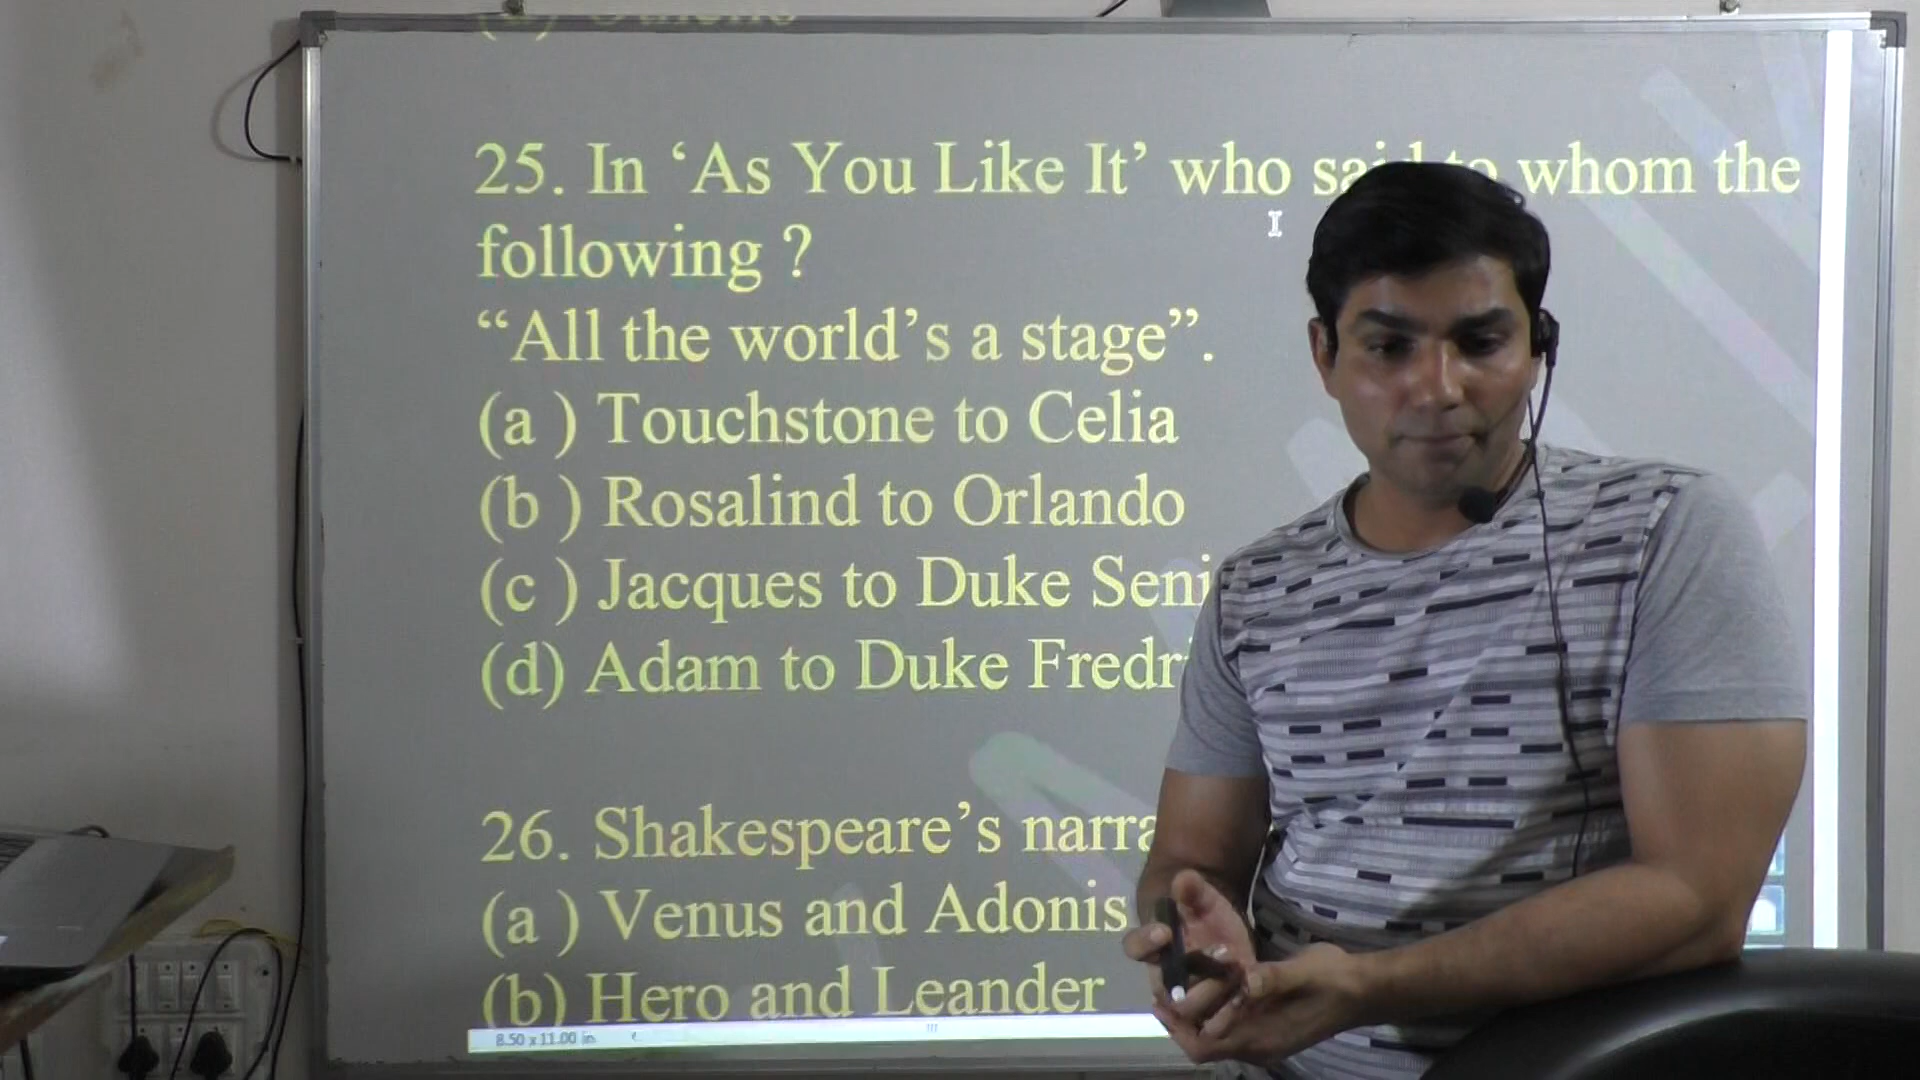 25. In ‘As You Like It’ who said to whom the
following ?
“All the world’s a stage”.
(a ) Touchstone to Celia
(b ) Rosalind to Orlando
(c ) Jacques to Duke Seni
(d) Adam to Duke Fredri
26. Shakespeare’s narra
(a ) Venus and Adonis
(b) Hero and Leander
8.50 x 11.00 in